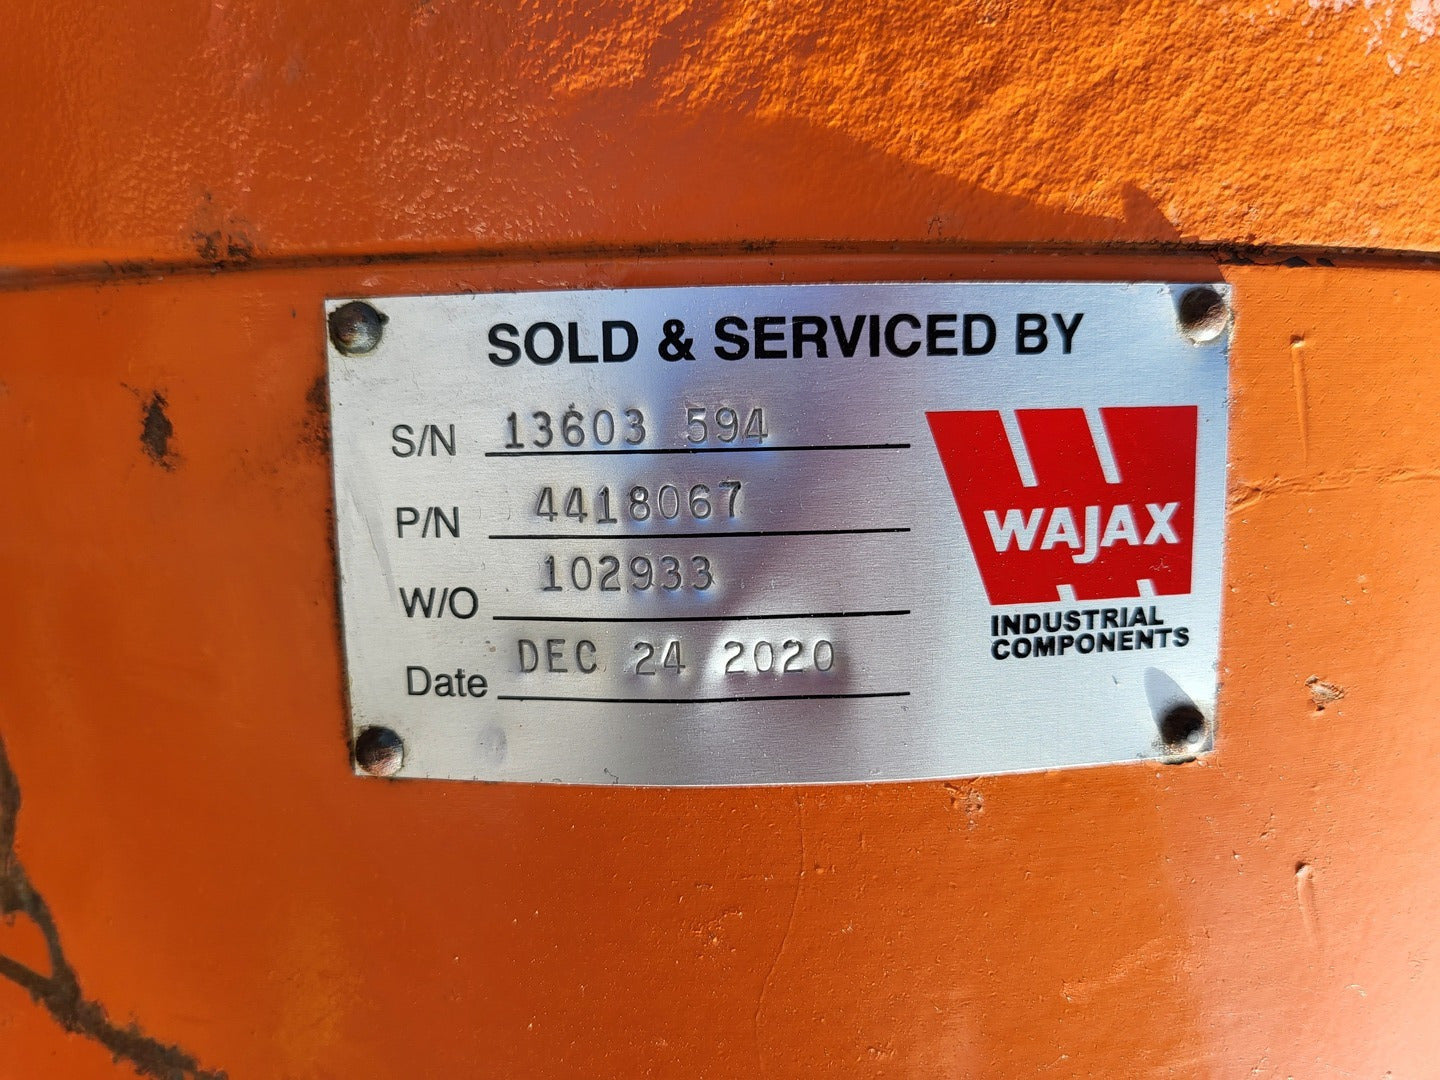 SOLD & SERVICED BY
S/N 13603 594
P/N 4418067
W/O 102933
Date DEC 24 2020
WAJAX
INDUSTRIAL
COMPONENTS